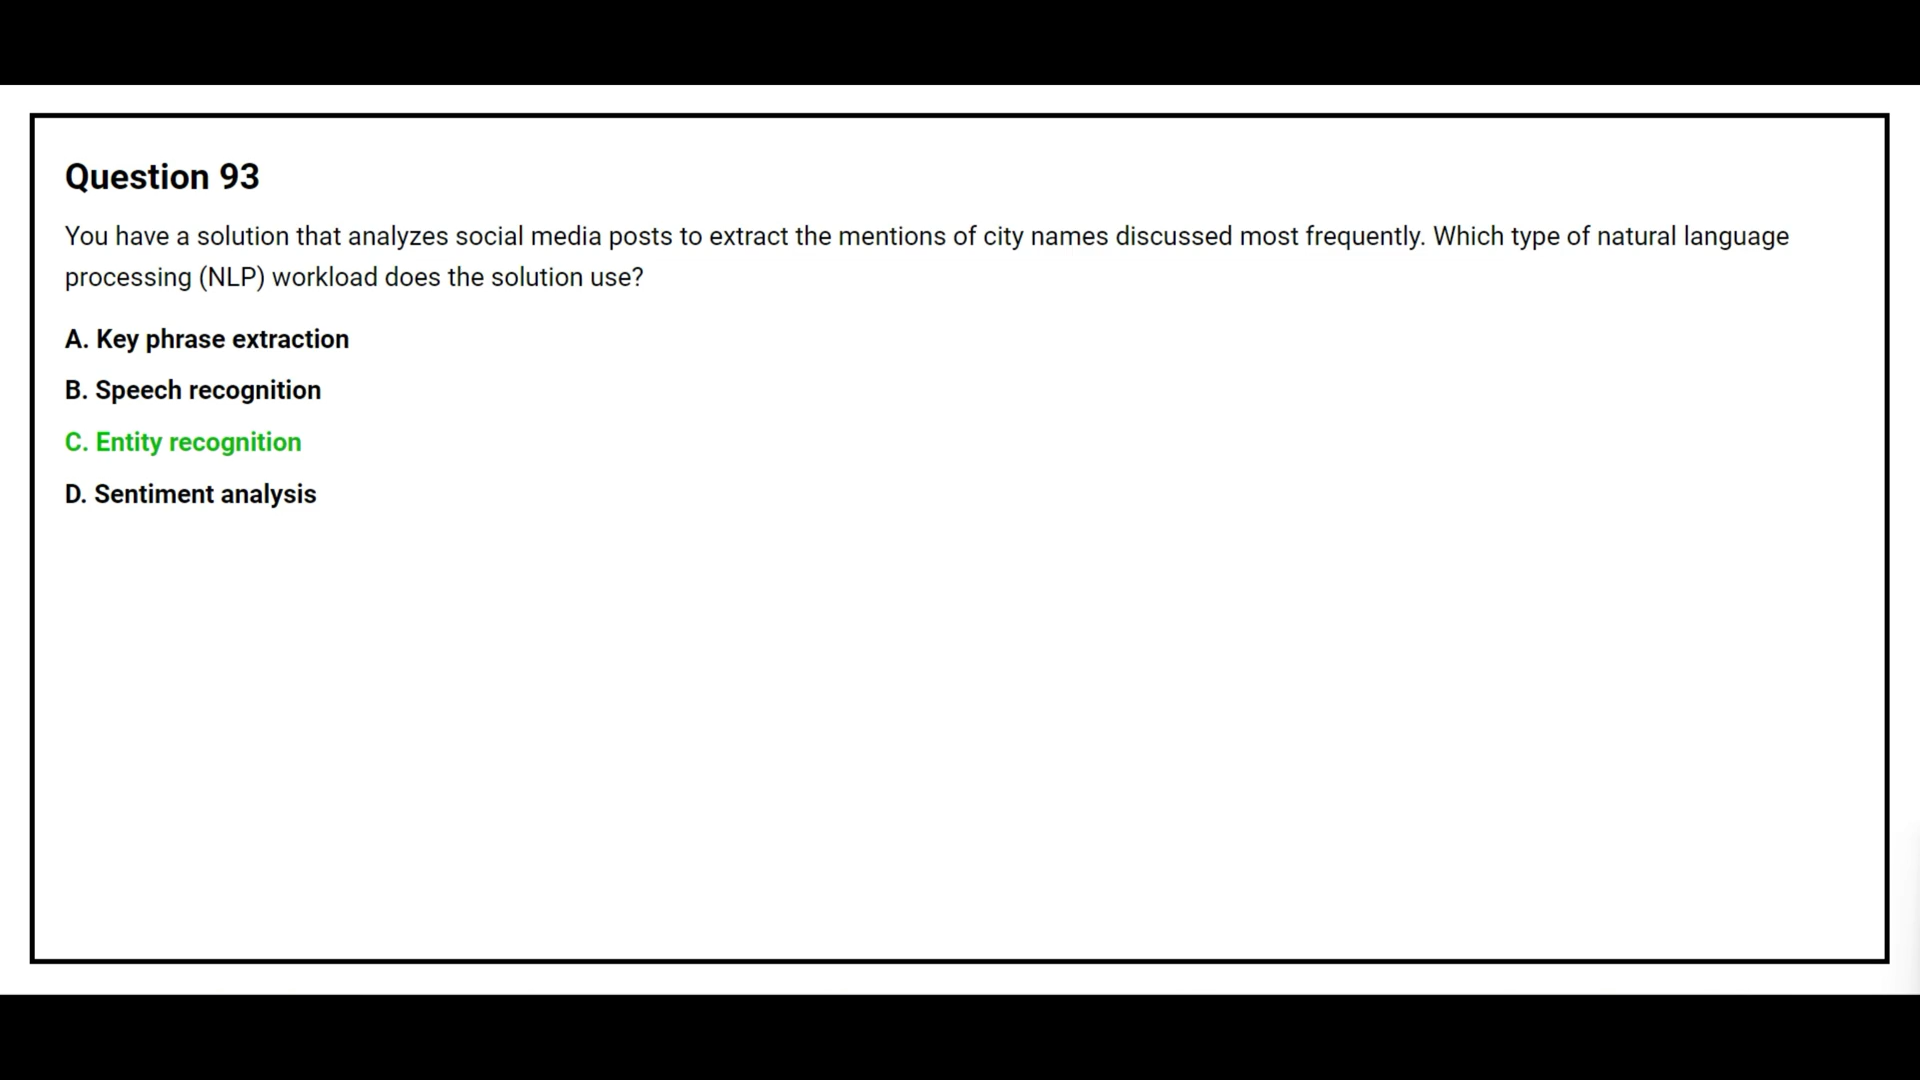 Question 93
You have a solution that analyzes social media posts to extract the mentions of city names discussed most frequently. Which type of natural language
processing (NLP) workload does the solution use?
A. Key phrase extraction
B. Speech recognition
C. Entity recognition
D. Sentiment analysis